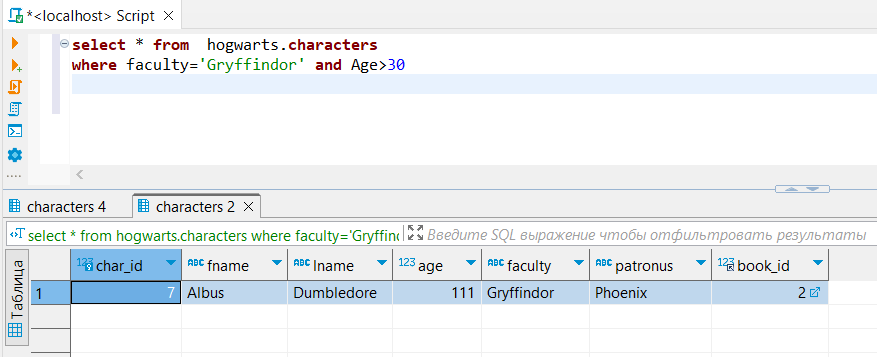 *<localhost> Script
select * from  hogwarts.characters
where faculty='Gryffindor' and Age>30
characters 4
characters 2
select * from hogwarts.characters where faculty='Gryffind
Введите SQL выражение чтобы отфильтровать результаты
Таблица
123 char_id ABC fname ABC lname 123 age ABC faculty ABC patronus 123 book_id
1 7 Albus Dumbledore 111 Gryffindor Phoenix 2